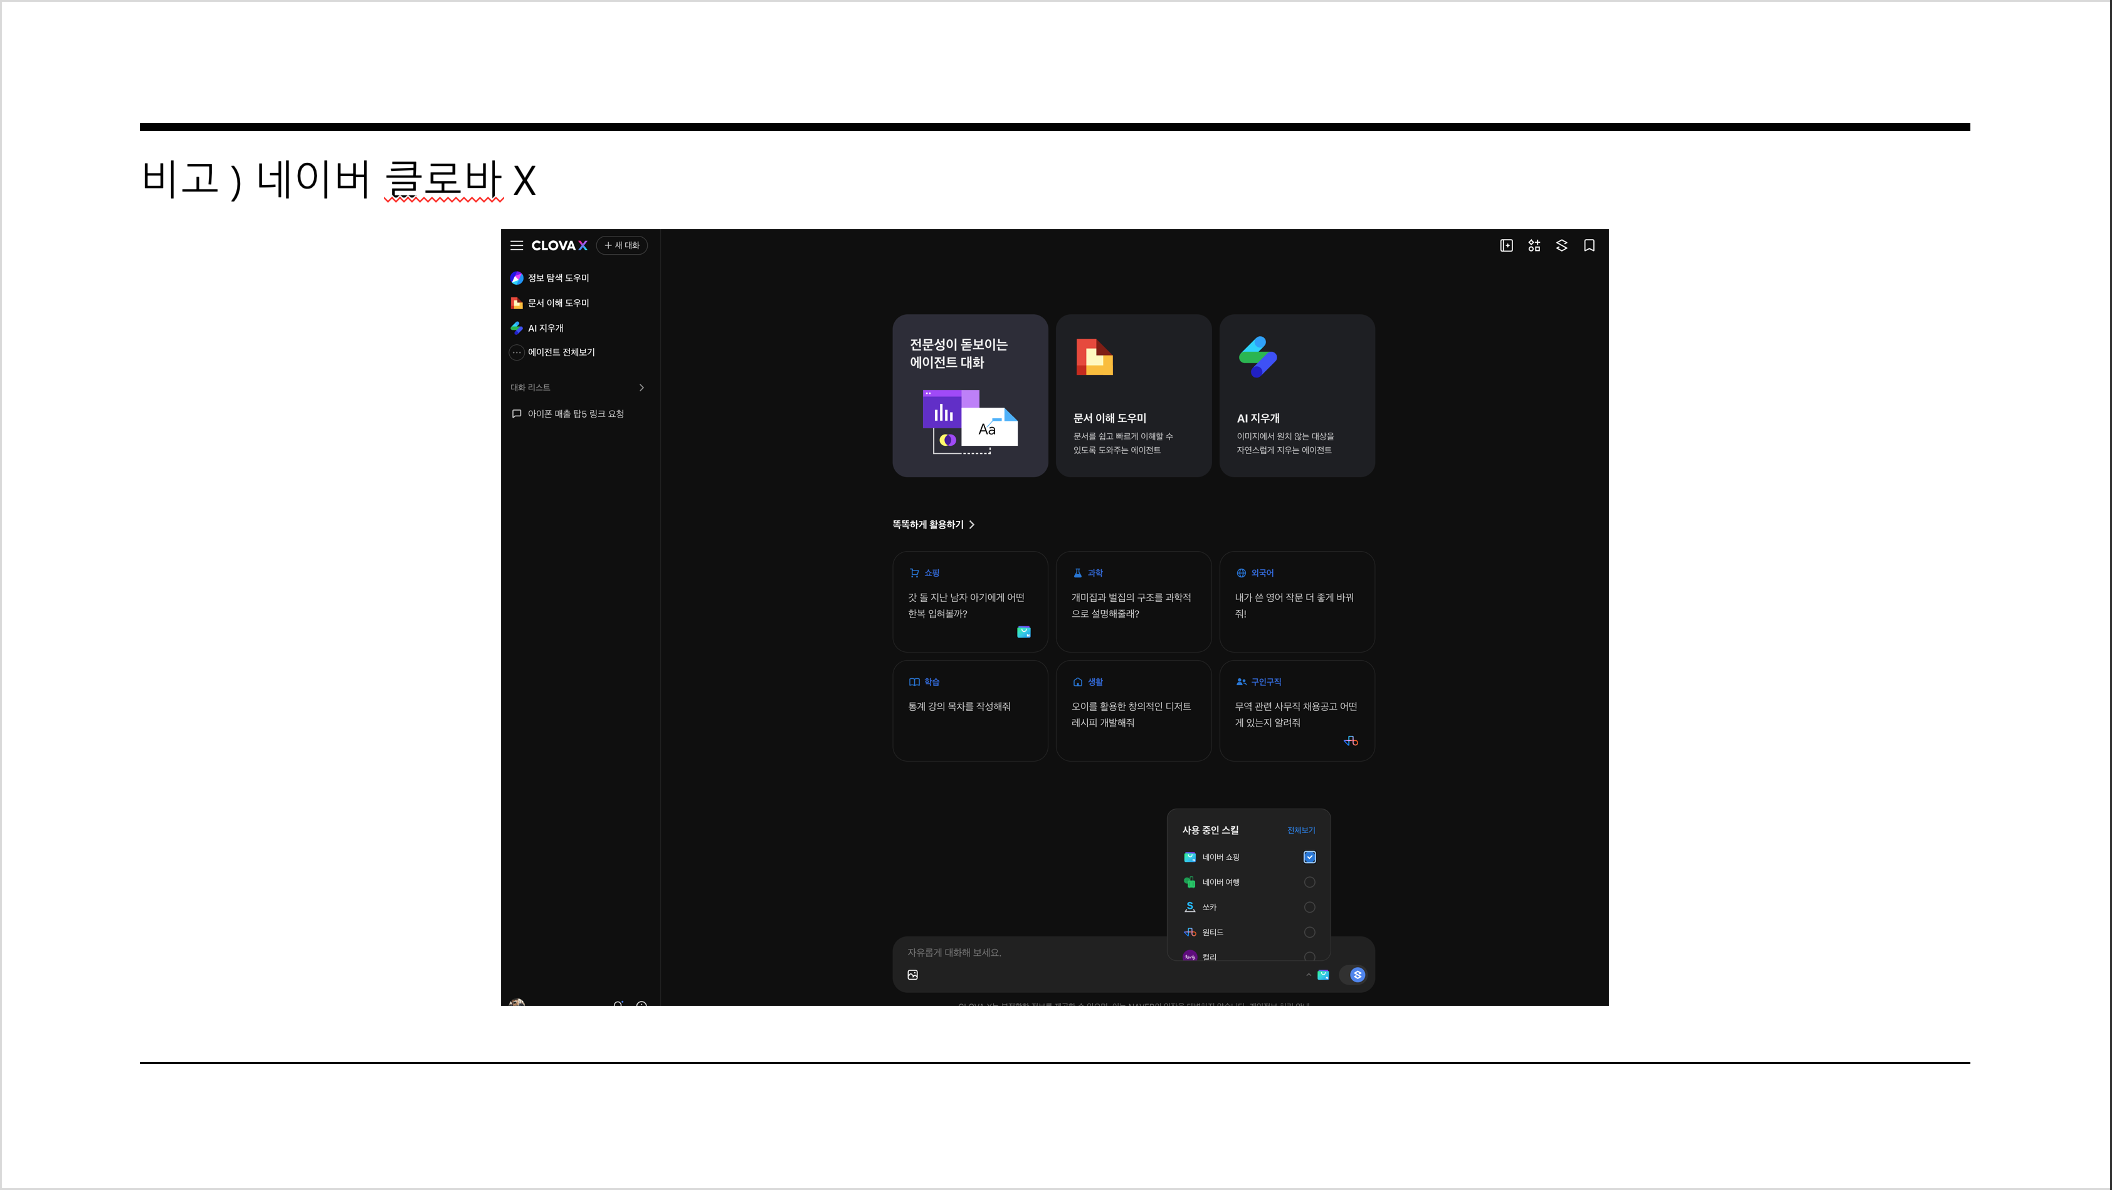 비고 ) 네이버 클로바 X
CLOVA X
+ 새 대화
정보 탐색 도우미
문서 이해 도우미
AI 지우개
에이전트 전체보기
대화 리스트
아이폰 매출 탑5 링크 요청
전문성이 돋보이는
에이전트 대화
Aa
문서 이해 도우미
문서를 쉽고 빠르게 이해할 수
있도록 도와주는 에이전트
AI 지우개
이미지에서 원치 않는 대상을
자연스럽게 지우는 에이전트
똑똑하게 활용하기
쇼핑
갓 돌 지난 남자 아기에게 어떤
한복 입혀볼까?
과학
개미집과 벌집의 구조를 과학적
으로 설명해줄래?
외국어
내가 쓴 영어 작문 더 좋게 바꿔
줘!
학습
통계 강의 목차를 작성해줘
생활
오이를 활용한 창의적인 디저트
레시피 개발해줘
구인구직
무역 관련 사무직 채용공고 어떤
게 있는지 알려줘
사용 중인 스킬
전체보기
네이버 쇼핑
네이버 여행
쏘카
원티드
컬리
자유롭게 대화해 보세요.